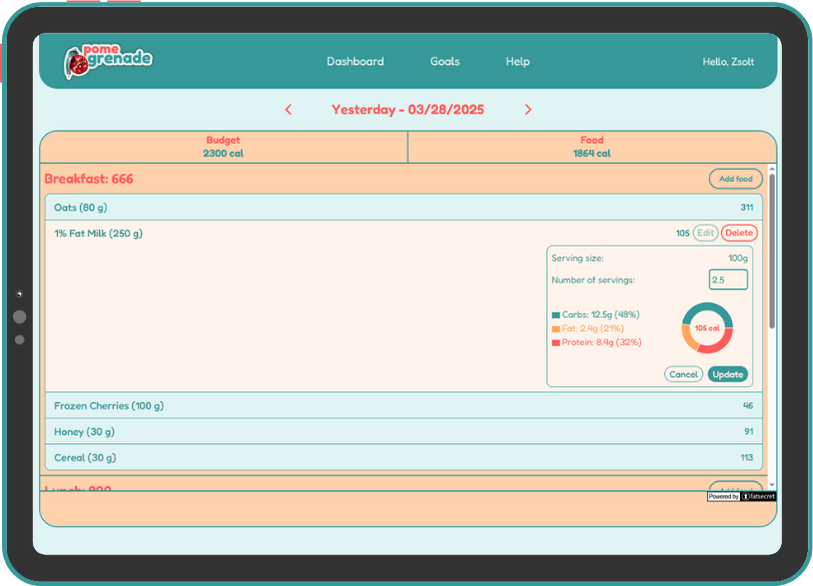 pome
grenade
Dashboard
Goals
Help
Hello, Zsolt
Yesterday - 03/28/2025
Budget
2300 cal
Food
1864 cal
Breakfast: 666
Add food
Oats (80 g)
311
1% Fat Milk (250 g)
105
Edit
Delete
Serving size:
100g
Number of servings:
2.5
Carbs: 12.5g (48%)
Fat: 2.4g (21%)
Protein: 8.4g (32%)
105 cal
Cancel
Update
Frozen Cherries (100 g)
46
Honey (30 g)
91
Cereal (30 g)
113
Powered by fatsecret